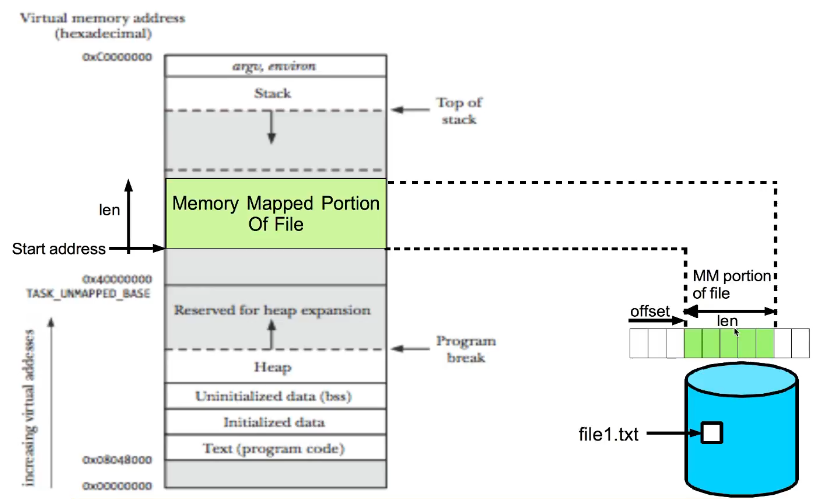 Virtual memory address
(hexadecimal)
0xC0000000
argv, environ
Stack
Top of
stack
len
Memory Mapped Portion
Of File
Start address
0x40000000
TASK_UNMAPPED_BASE
MM portion
of file
offset
len
Reserved for heap expansion
Program
break
Heap
Uninitialized data (bss)
Initialized data
Text (program code)
0x08048000
0x00000000
increasing virtual addesses
file1.txt